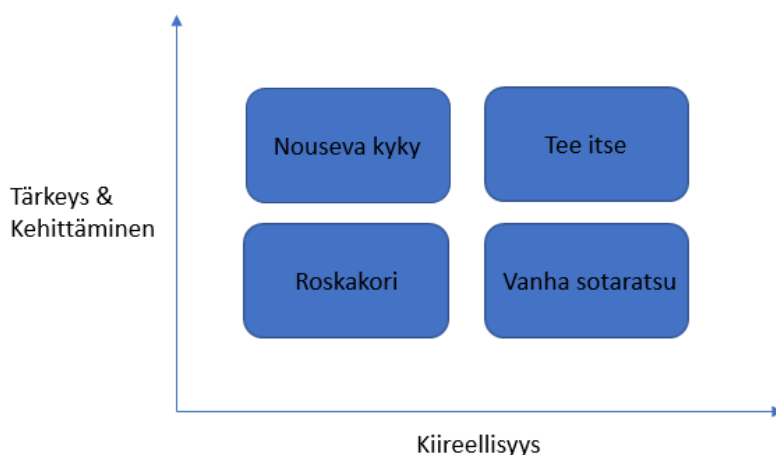 Nouseva kyky
Tee itse
Tärkeys &
Kehittäminen
Roskakori
Vanha sotaratsu
Kiireellisyys